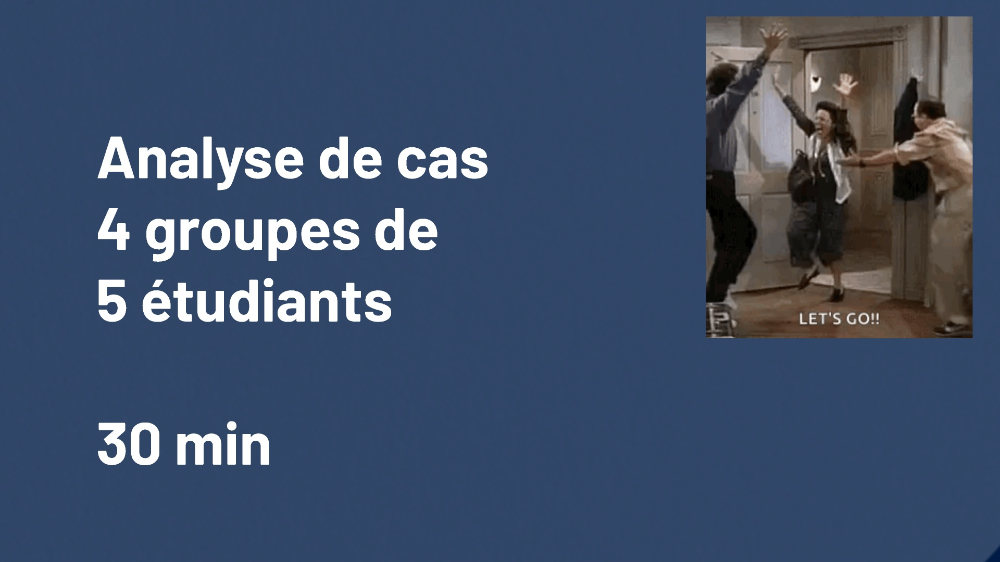 Analyse de cas
4 groupes de
5 étudiants
30 min
LET'S GO!!